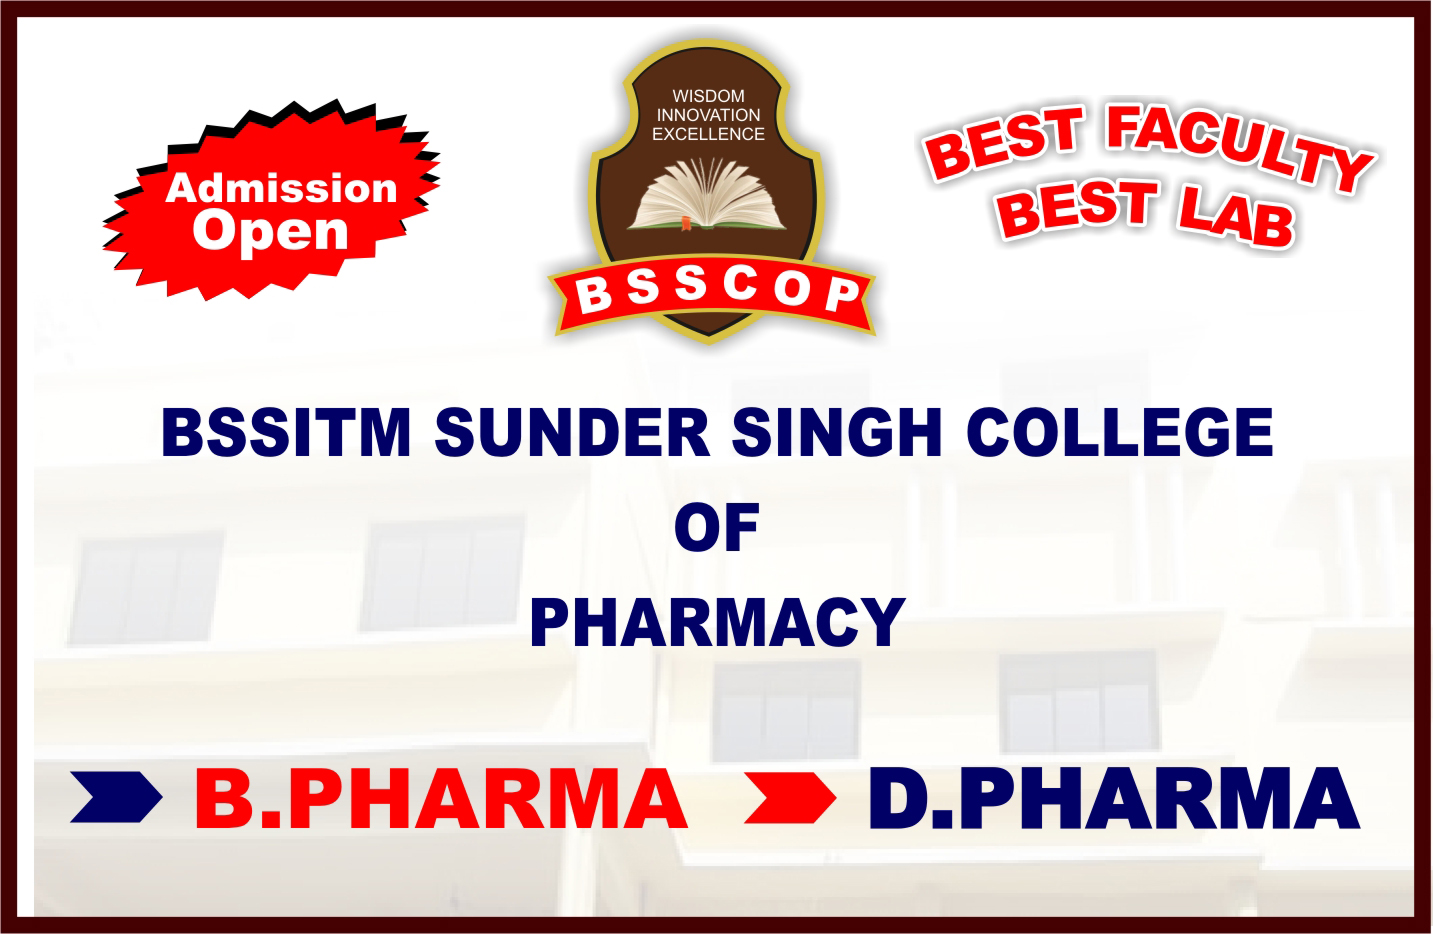 Admission
Open
WISDOM
INNOVATION
EXCELLENCE
BSSCOP
BEST FACULTY
BEST LAB
BSSITM SUNDER SINGH COLLEGE
OF
PHARMACY
B.PHARMA D.PHARMA